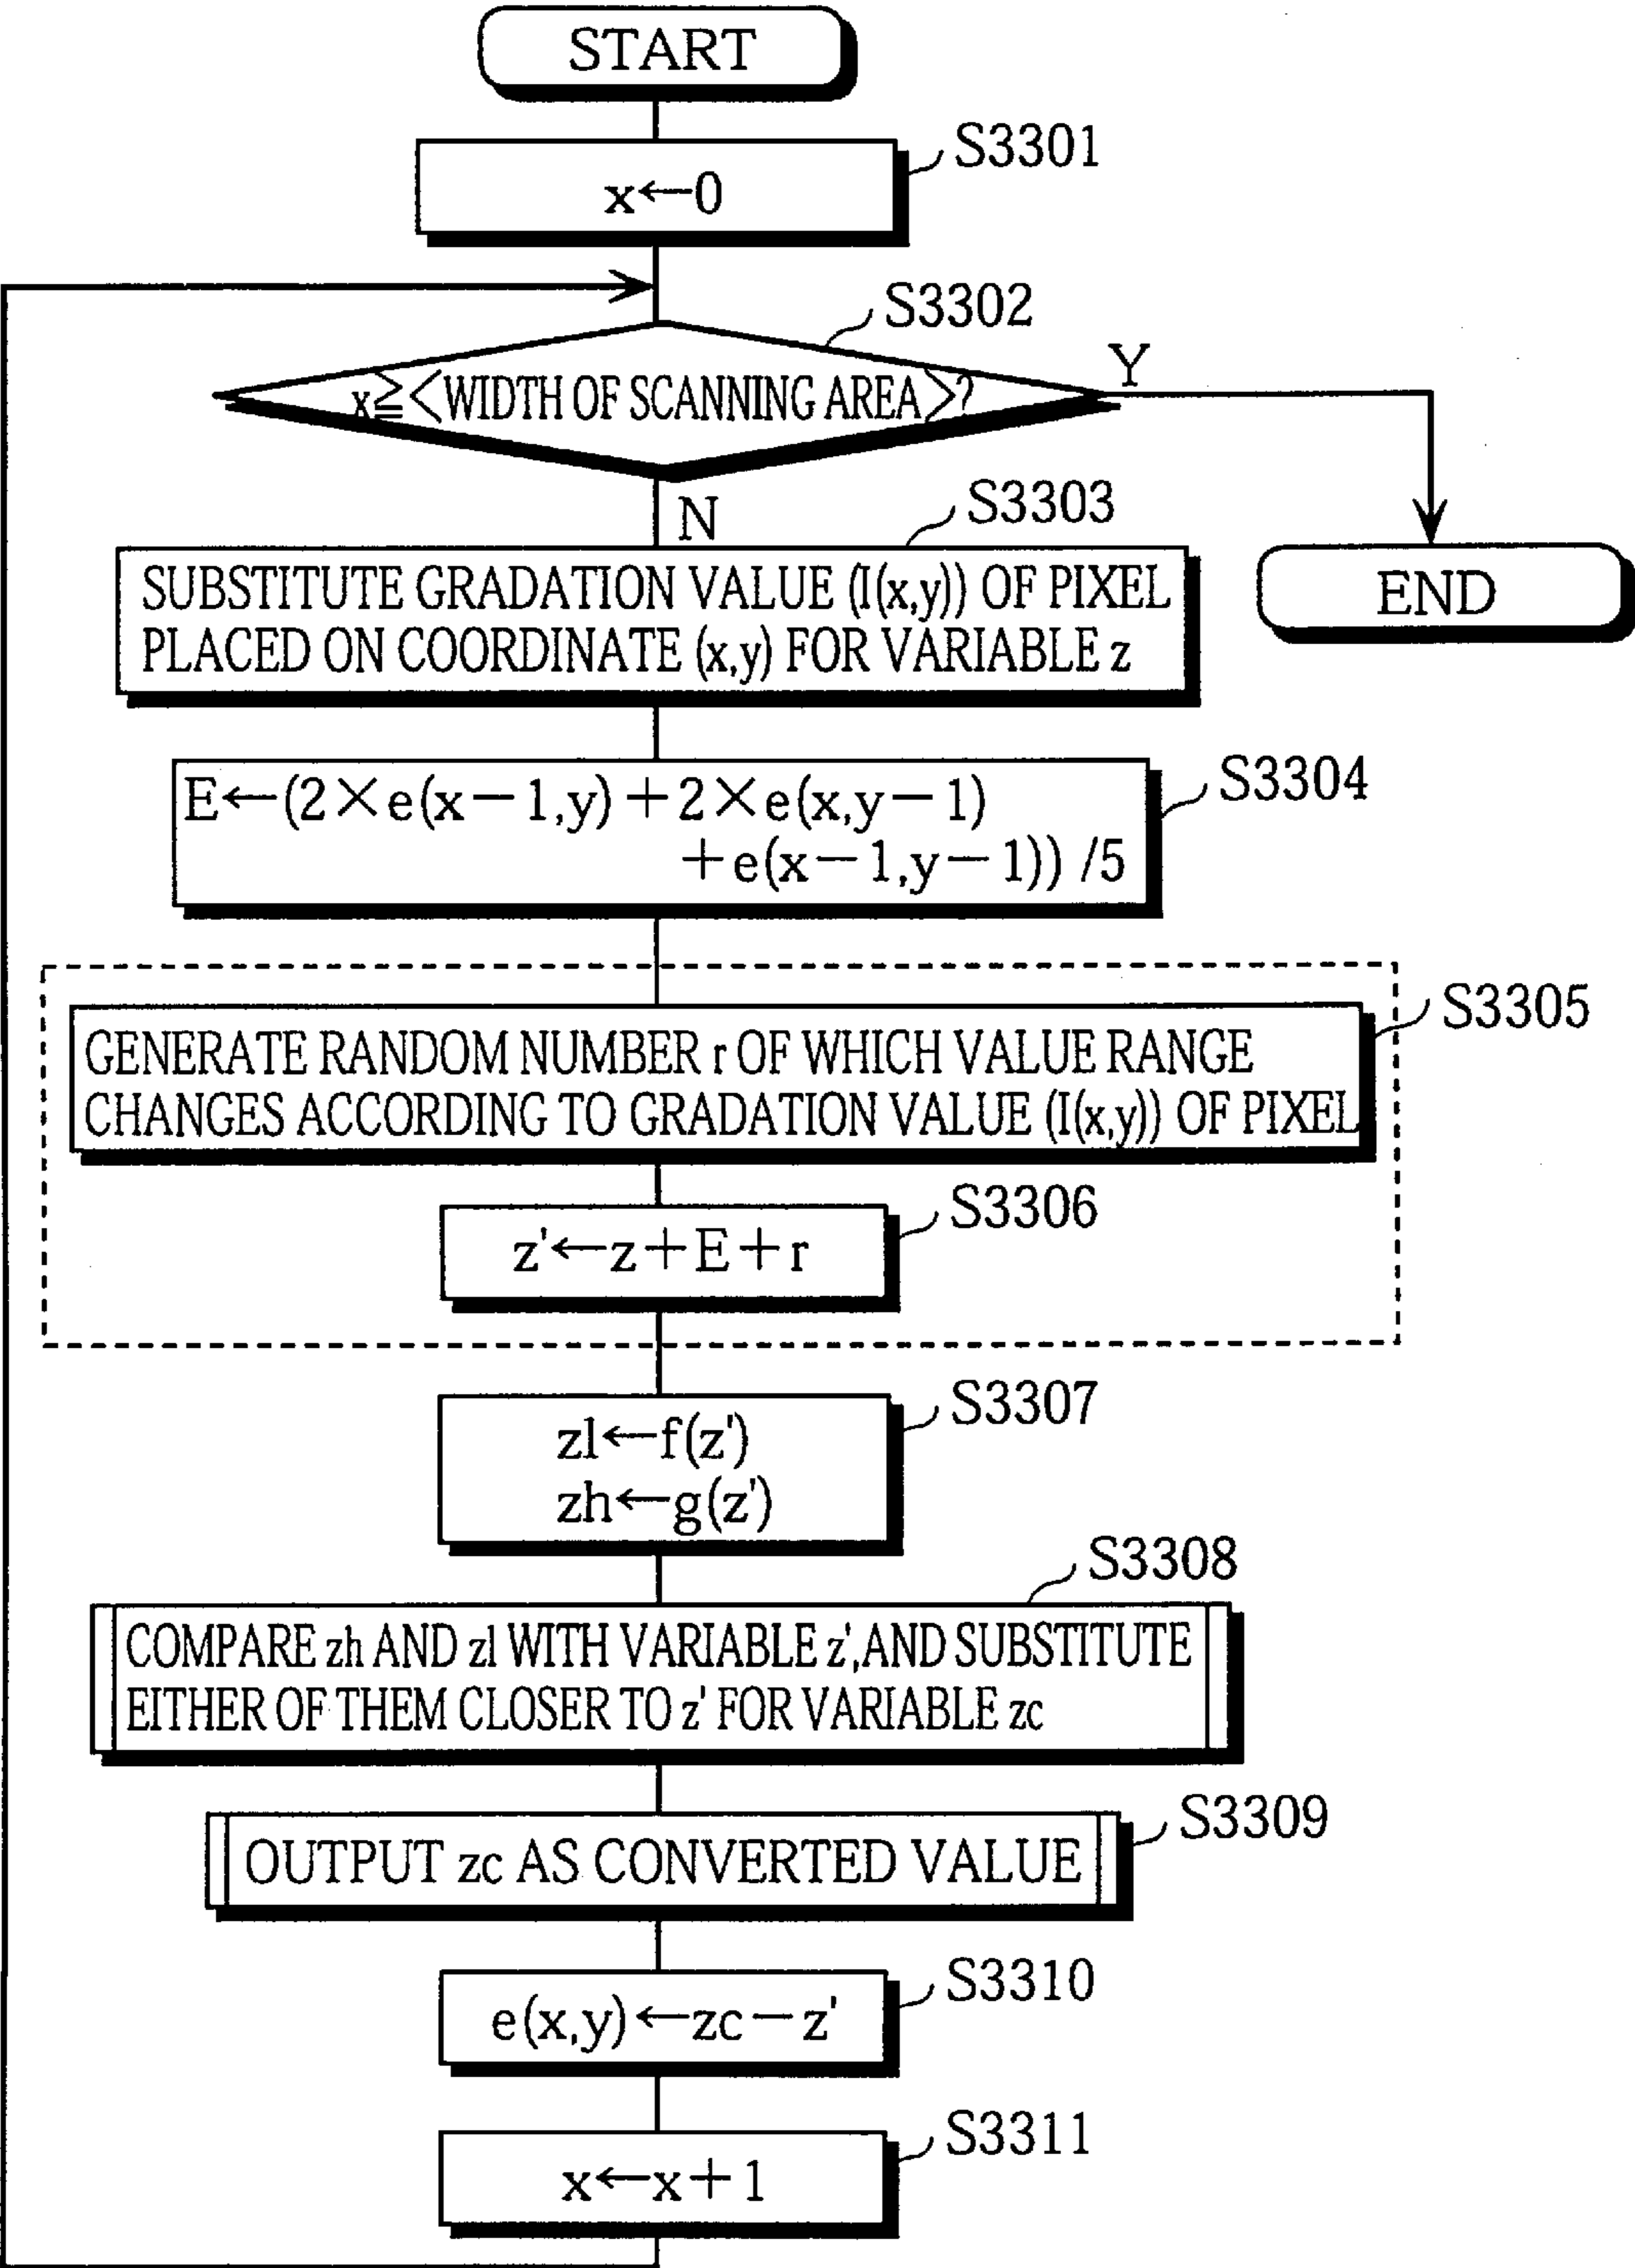 START
S3301
x←0
S3302
x≧<WIDTH OF SCANNING AREA>?
Y
N
S3303
SUBSTITUTE GRADATION VALUE (I(x,y)) OF PIXEL
PLACED ON COORDINATE (x,y) FOR VARIABLE z
END
S3304
E←(2×e(x−1,y)+2×e(x,y−1)
+e(x−1,y−1)) /5
S3305
GENERATE RANDOM NUMBER r OF WHICH VALUE RANGE
CHANGES ACCORDING TO GRADATION VALUE (I(x,y)) OF PIXEL
S3306
z'←z+E+r
S3307
zl←f(z')
zh←g(z')
S3308
COMPARE zh AND zl WITH VARIABLE z',AND SUBSTITUTE
EITHER OF THEM CLOSER TO z' FOR VARIABLE zc
S3309
OUTPUT zc AS CONVERTED VALUE
S3310
e(x,y)←zc−z'
S3311
x←x+1